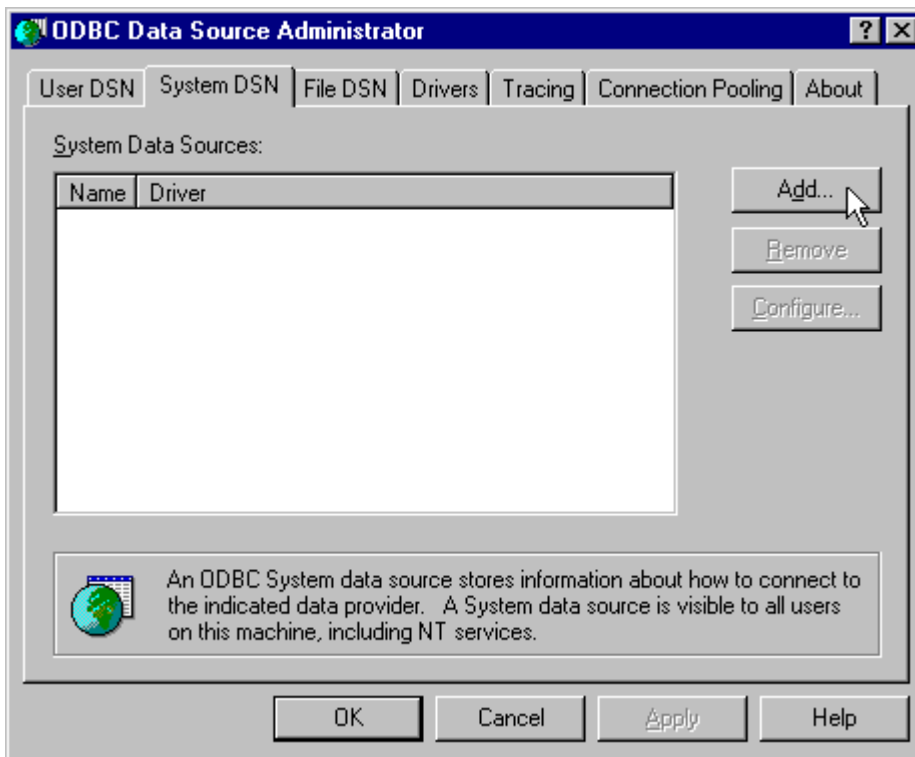 ODBC Data Source Administrator
User DSN System DSN File DSN Drivers Tracing Connection Pooling About
System Data Sources:
Name Driver
Add...
Remove
Configure...
An ODBC System data source stores information about how to connect to
the indicated data provider. A System data source is visible to all users
on this machine, including NT services.
OK Cancel Apply Help